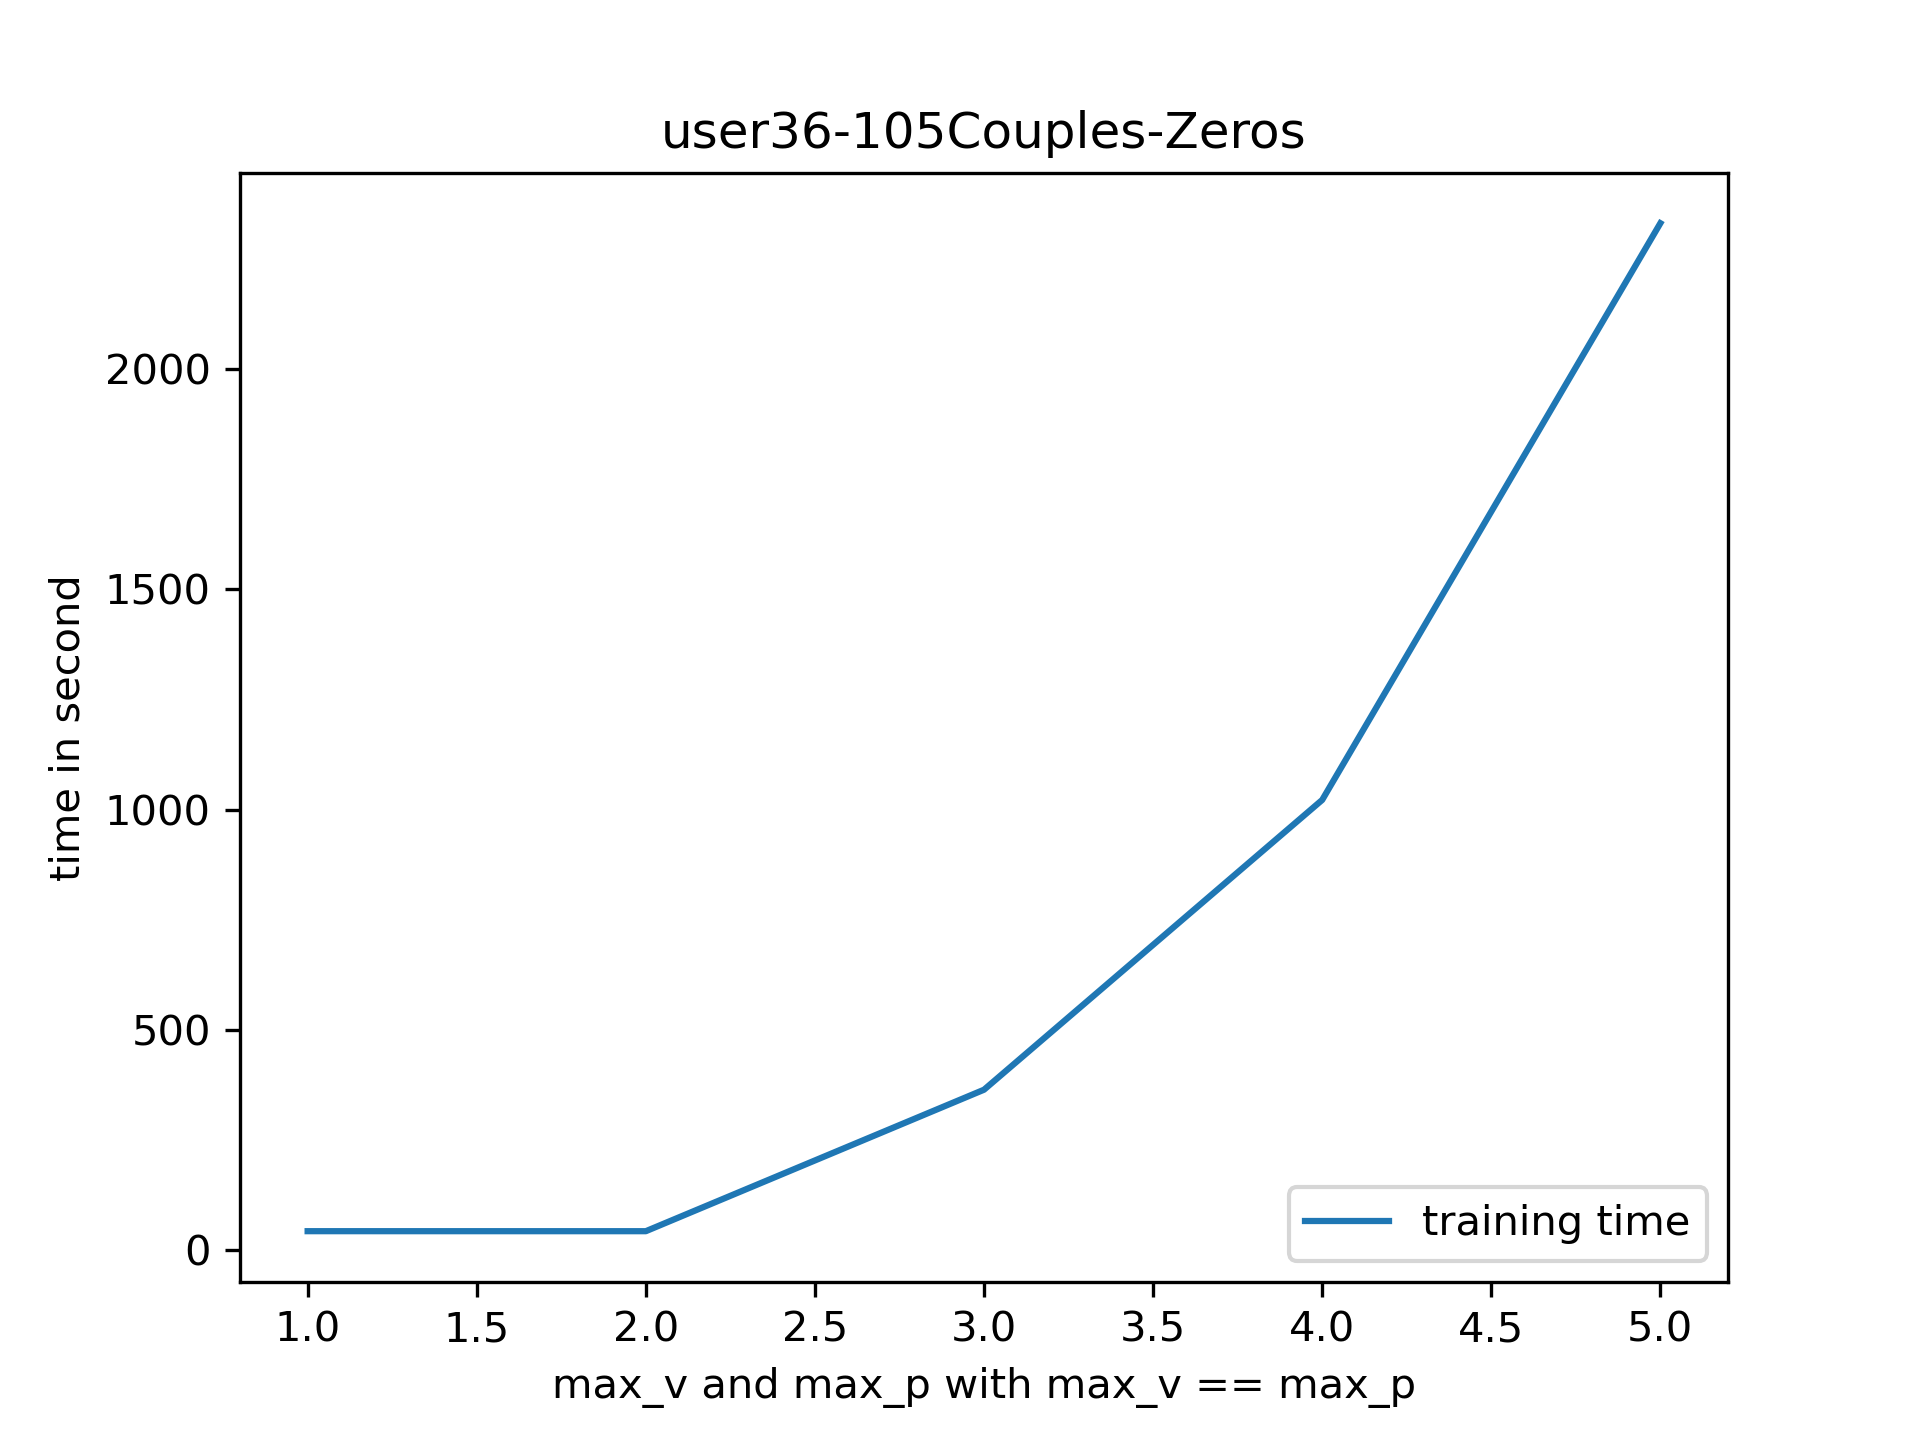 user36-105Couples-Zeros
time in second
2000
1500
1000
500
0
training time
1.0 1.5 2.0 2.5 3.0 3.5 4.0 4.5 5.0
max_v and max_p with max_v == max_p